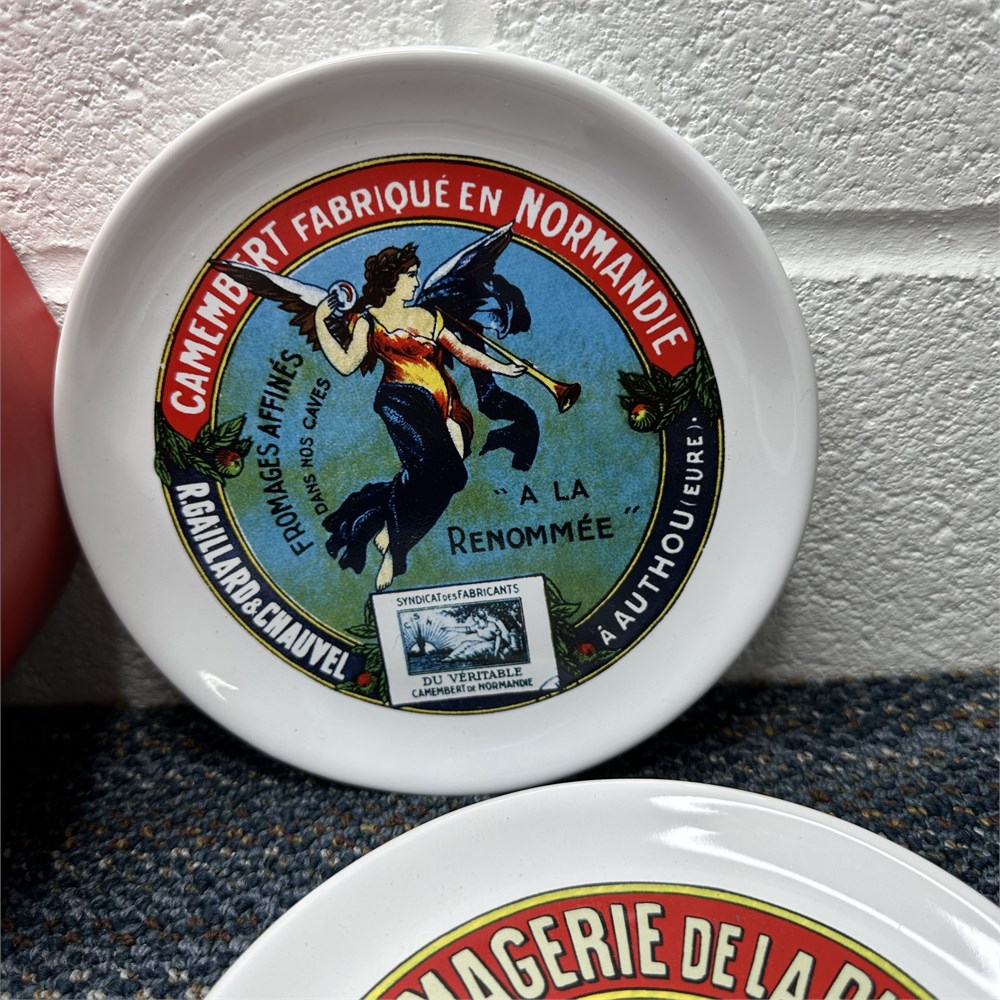 CAMEMBERT FABRIQUÉ EN NORMANDIE
FROMAGES AFFINÉS
DANS NOS CAVES
"A LA
RENOMMÉE"
R.GAILLARD&CHAUVEL
À AUTHOU (EURE).
SYNDICAT DES FABRICANTS
C S N
DU VÉRITABLE
CAMEMBERT DE NORMANDIE
DE LA